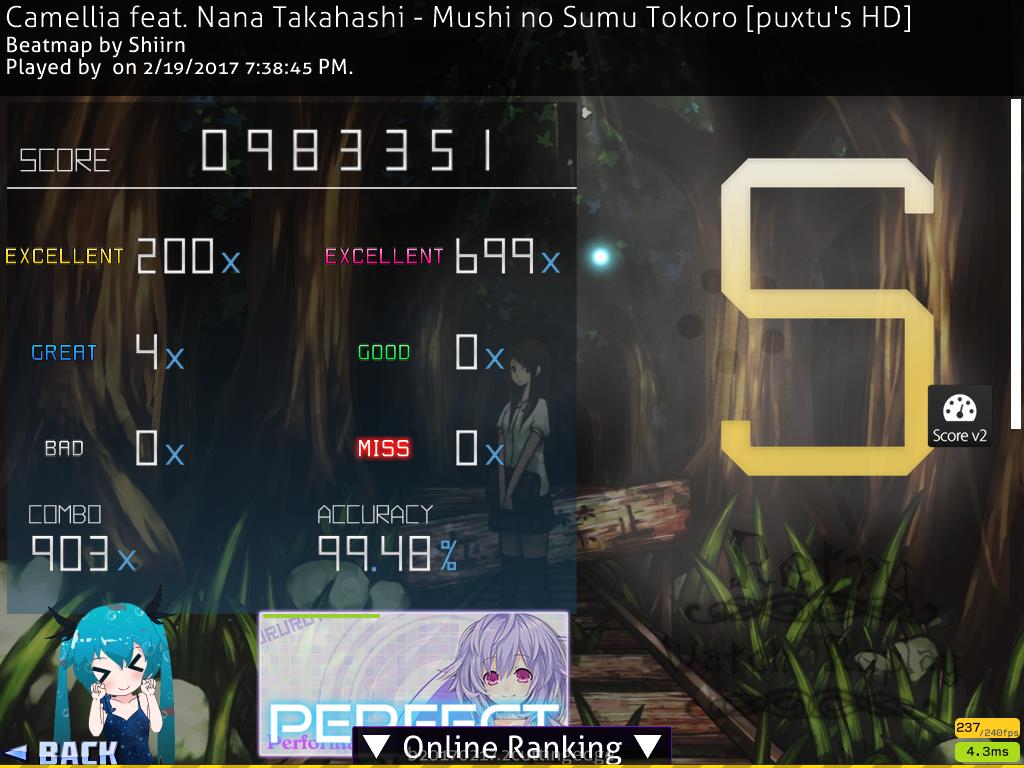 Camellia feat. Nana Takahashi - Mushi no Sumu Tokoro [puxtu's HD]
Beatmap by Shiirn
Played by  on 2/19/2017 7:38:45 PM.
SCORE 0983351
EXCELLENT 200x EXCELLENT 699x
GREAT 4x GOOD 0x
BAD 0x MISS 0x
Score v2
COMBO ACCURACY
903x 99.48%
PERFECT
◄ BACK
▼ Online Ranking ▼
237/240fps
4.3ms